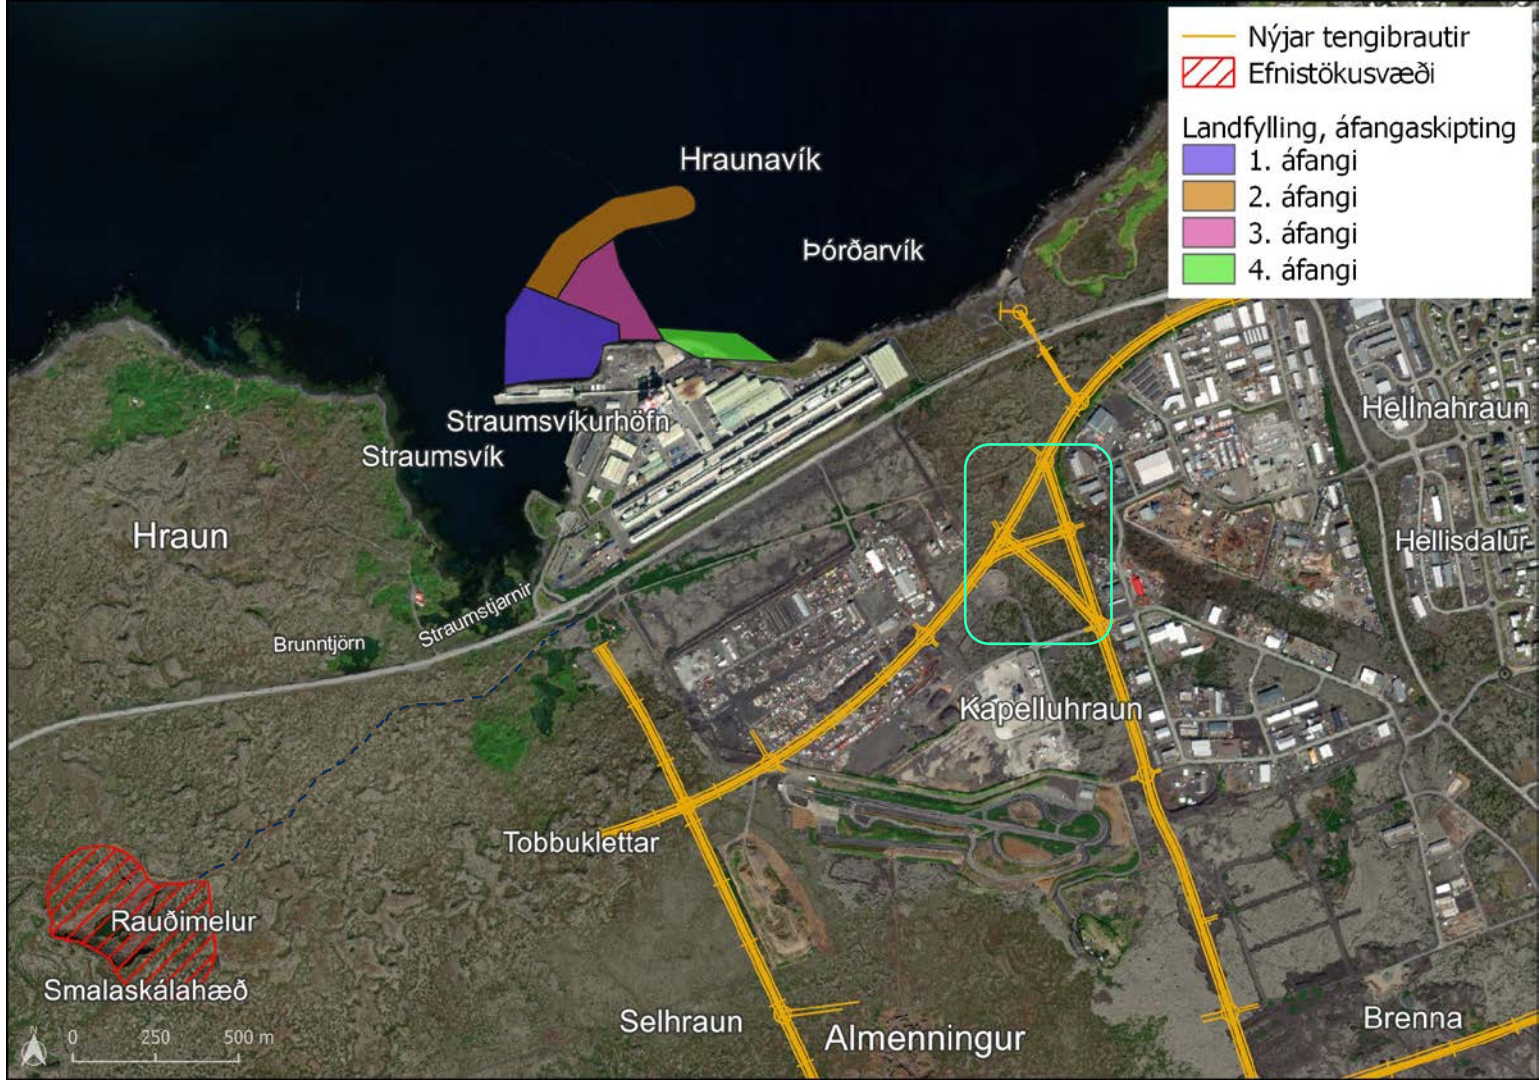 Nýjar tengibrautir
Efnistökusvæði
Landfylling, áfangaskipting
1. áfangi
2. áfangi
3. áfangi
4. áfangi
Hraunavík
Þórðarvík
Straumsvíkurhöfn
Straumsvík
Hellnahraun
Hraun
Hellisdalur
Straumstjarnir
Brunntjörn
Kapelluhraun
Tobbuklettar
Rauðimelur
Smalaskálahæð
Selhraun
Almenningur
Brenna
N
0 250 500 m